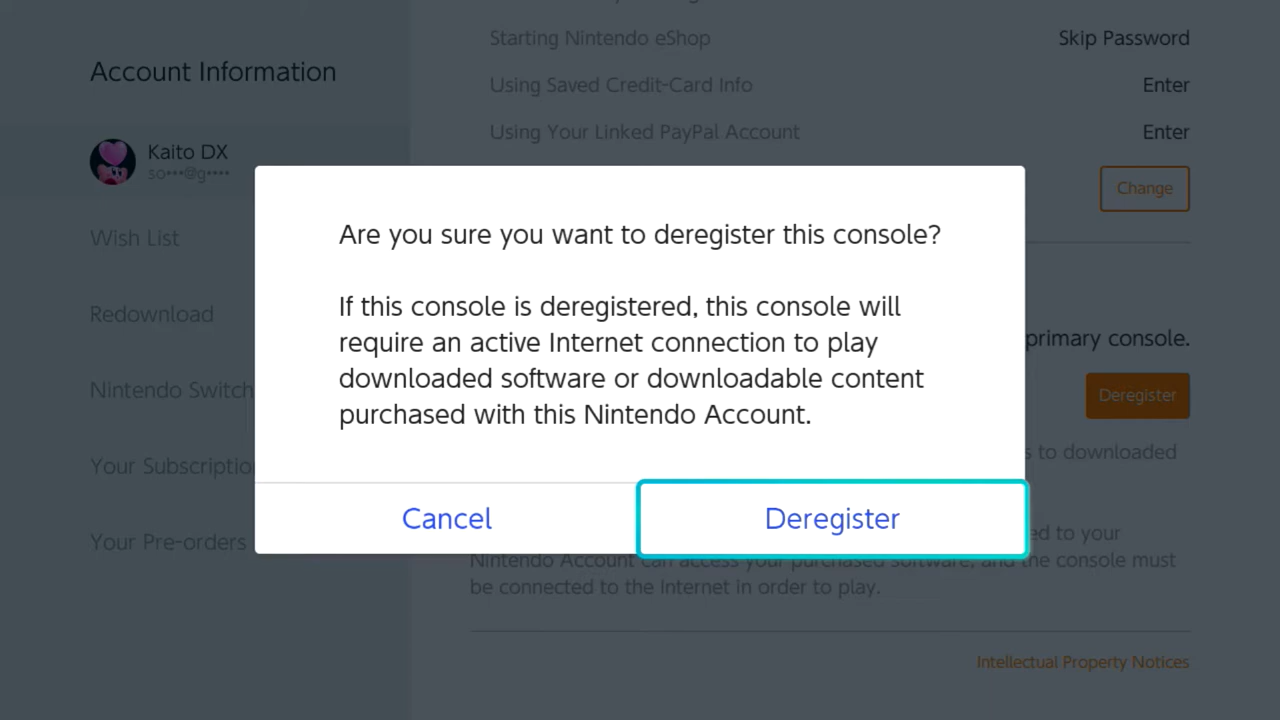 Account Information
Kaito DX
so•••@g••••
Wish List
Redownload
Nintendo Switch
Your Subscriptio
Your Pre-orders
Starting Nintendo eShop Skip Password
Using Saved Credit-Card Info Enter
Using Your Linked PayPal Account Enter
Change
primary console.
Deregister
s to downloaded
ed to your
Nintendo Account can access your purchased software, and the console must
be connected to the Internet in order to play.
Intellectual Property Notices
Are you sure you want to deregister this console?
If this console is deregistered, this console will
require an active Internet connection to play
downloaded software or downloadable content
purchased with this Nintendo Account.
Cancel
Deregister